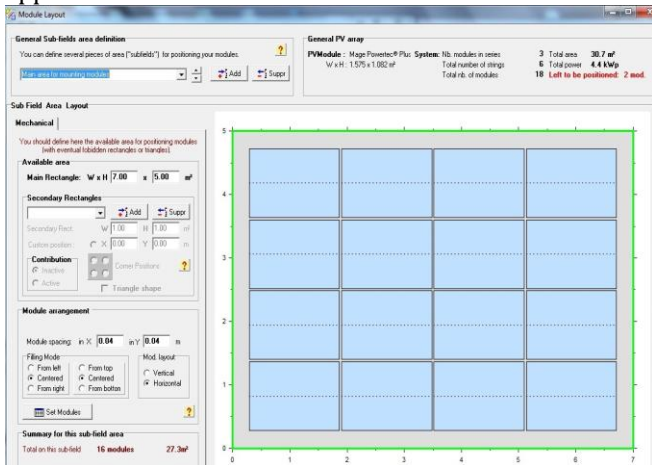 Module Layout
General Sub-fields area definition
You can define several pieces of area ("subfields") for positioning your modules.
Main area for mounting modules
Add
Suppr
General PV array
PVModule : Mage Powertec® Plus System: Nb. modules in series 3 Total area 30.7 m²
W x H : 1.575 x 1.082 m² Total number of strings 6 Total power 4.4 kWp
Total nb. of modules 18 Left to be positioned: 2 mod.
Sub Field Area Layout
Mechanical
You should define here the available area for positioning modules
(with eventual fobidden rectangles or triangles).
Available area
Main Rectangle: W x H 7.00 x 5.00 m²
Secondary Rectangles
Add
Suppr
Secondary Rect: W 1.00 H 1.00 m²
Custom position: X 0.00 Y 0.00 m
Contribution
Inactive
Active
Corner Positions
Triangle shape
Module arrangement
Module spacing: in X 0.04 in Y 0.04 m
Filling Mode
From left
Centered
From right
From top
Centered
From botton
Mod. layout
Vertical
Horizontal
Set Modules
Summary for this sub-field area
Total on this sub-field 16 modules 27.3m²
5
4
3
2
1
0
0 1 2 3 4 5 6 7